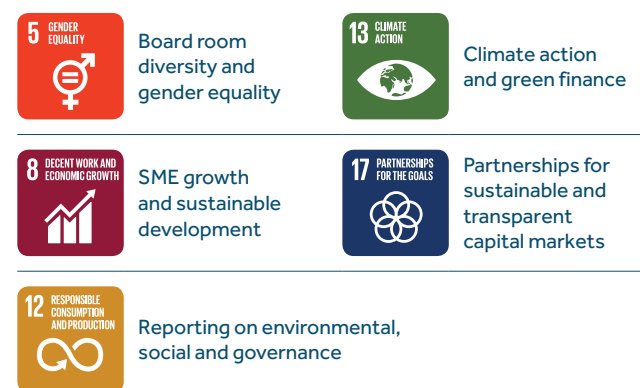 5 GENDER
EQUALITY
Board room
diversity and
gender equality
13 CLIMATE
ACTION
Climate action
and green finance
8 DECENT WORK AND
ECONOMIC GROWTH
SME growth
and sustainable
development
17 PARTNERSHIPS
FOR THE GOALS
Partnerships for
sustainable and
transparent
capital markets
12 RESPONSIBLE
CONSUMPTION
AND PRODUCTION
Reporting on environmental,
social and governance